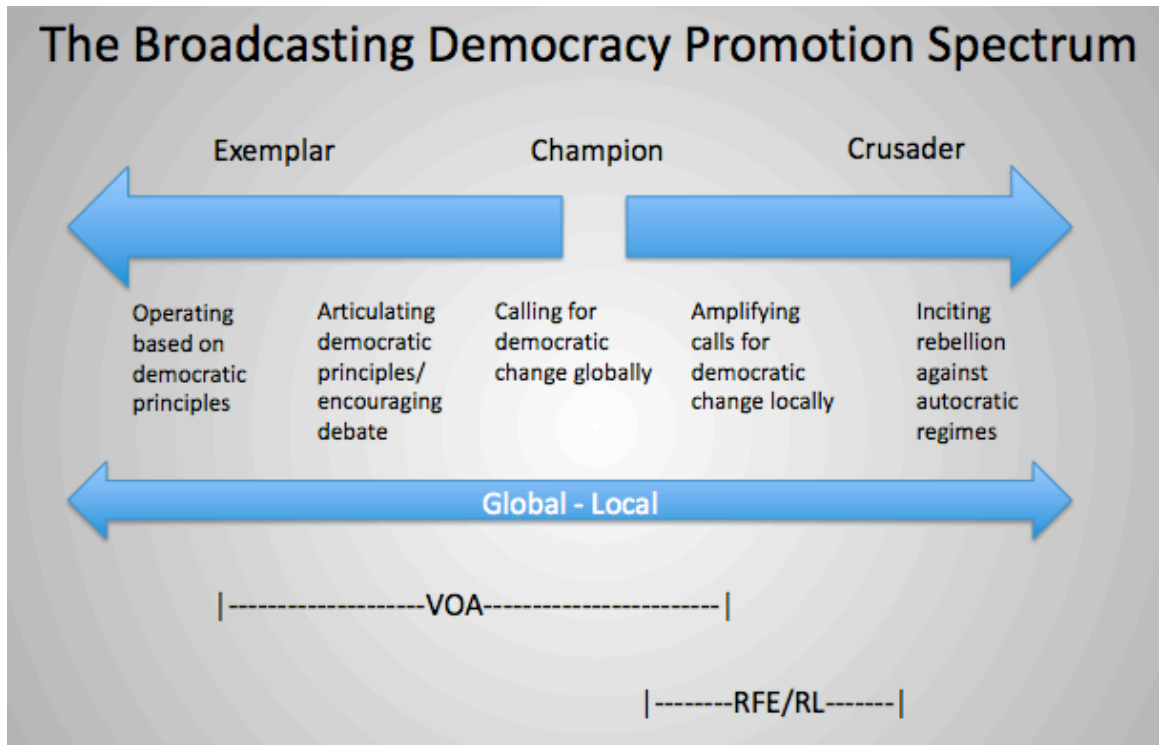 The Broadcasting Democracy Promotion Spectrum
Exemplar
Champion
Crusader
Operating
based on
democratic
principles
Articulating
democratic
principles/
encouraging
debate
Calling for
democratic
change globally
Amplifying
calls for
democratic
change locally
Inciting
rebellion
against
autocratic
regimes
Global - Local
|--------------------VOA------------------------|
|--------RFE/RL-------|